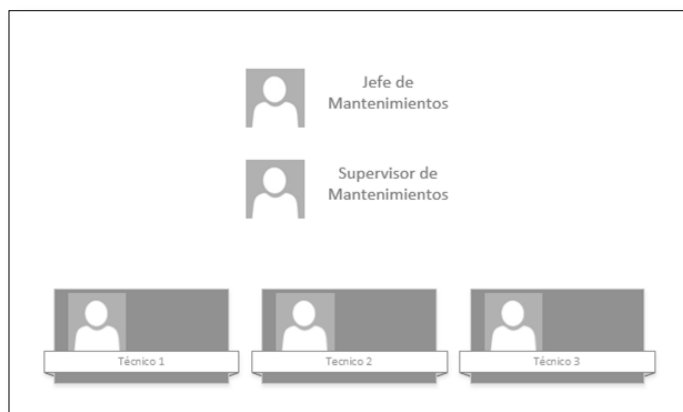 Jefe de
Mantenimientos
Supervisor de
Mantenimientos
Técnico 1
Tecnico 2
Técnico 3